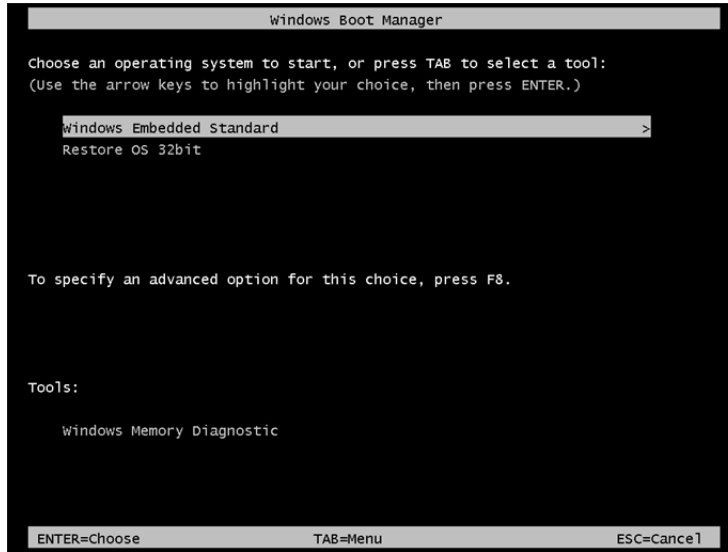 Windows Boot Manager
Choose an operating system to start, or press TAB to select a tool:
(Use the arrow keys to highlight your choice, then press ENTER.)
Windows Embedded Standard >
Restore OS 32bit
To specify an advanced option for this choice, press F8.
Tools:
Windows Memory Diagnostic
ENTER=Choose TAB=Menu ESC=Cancel